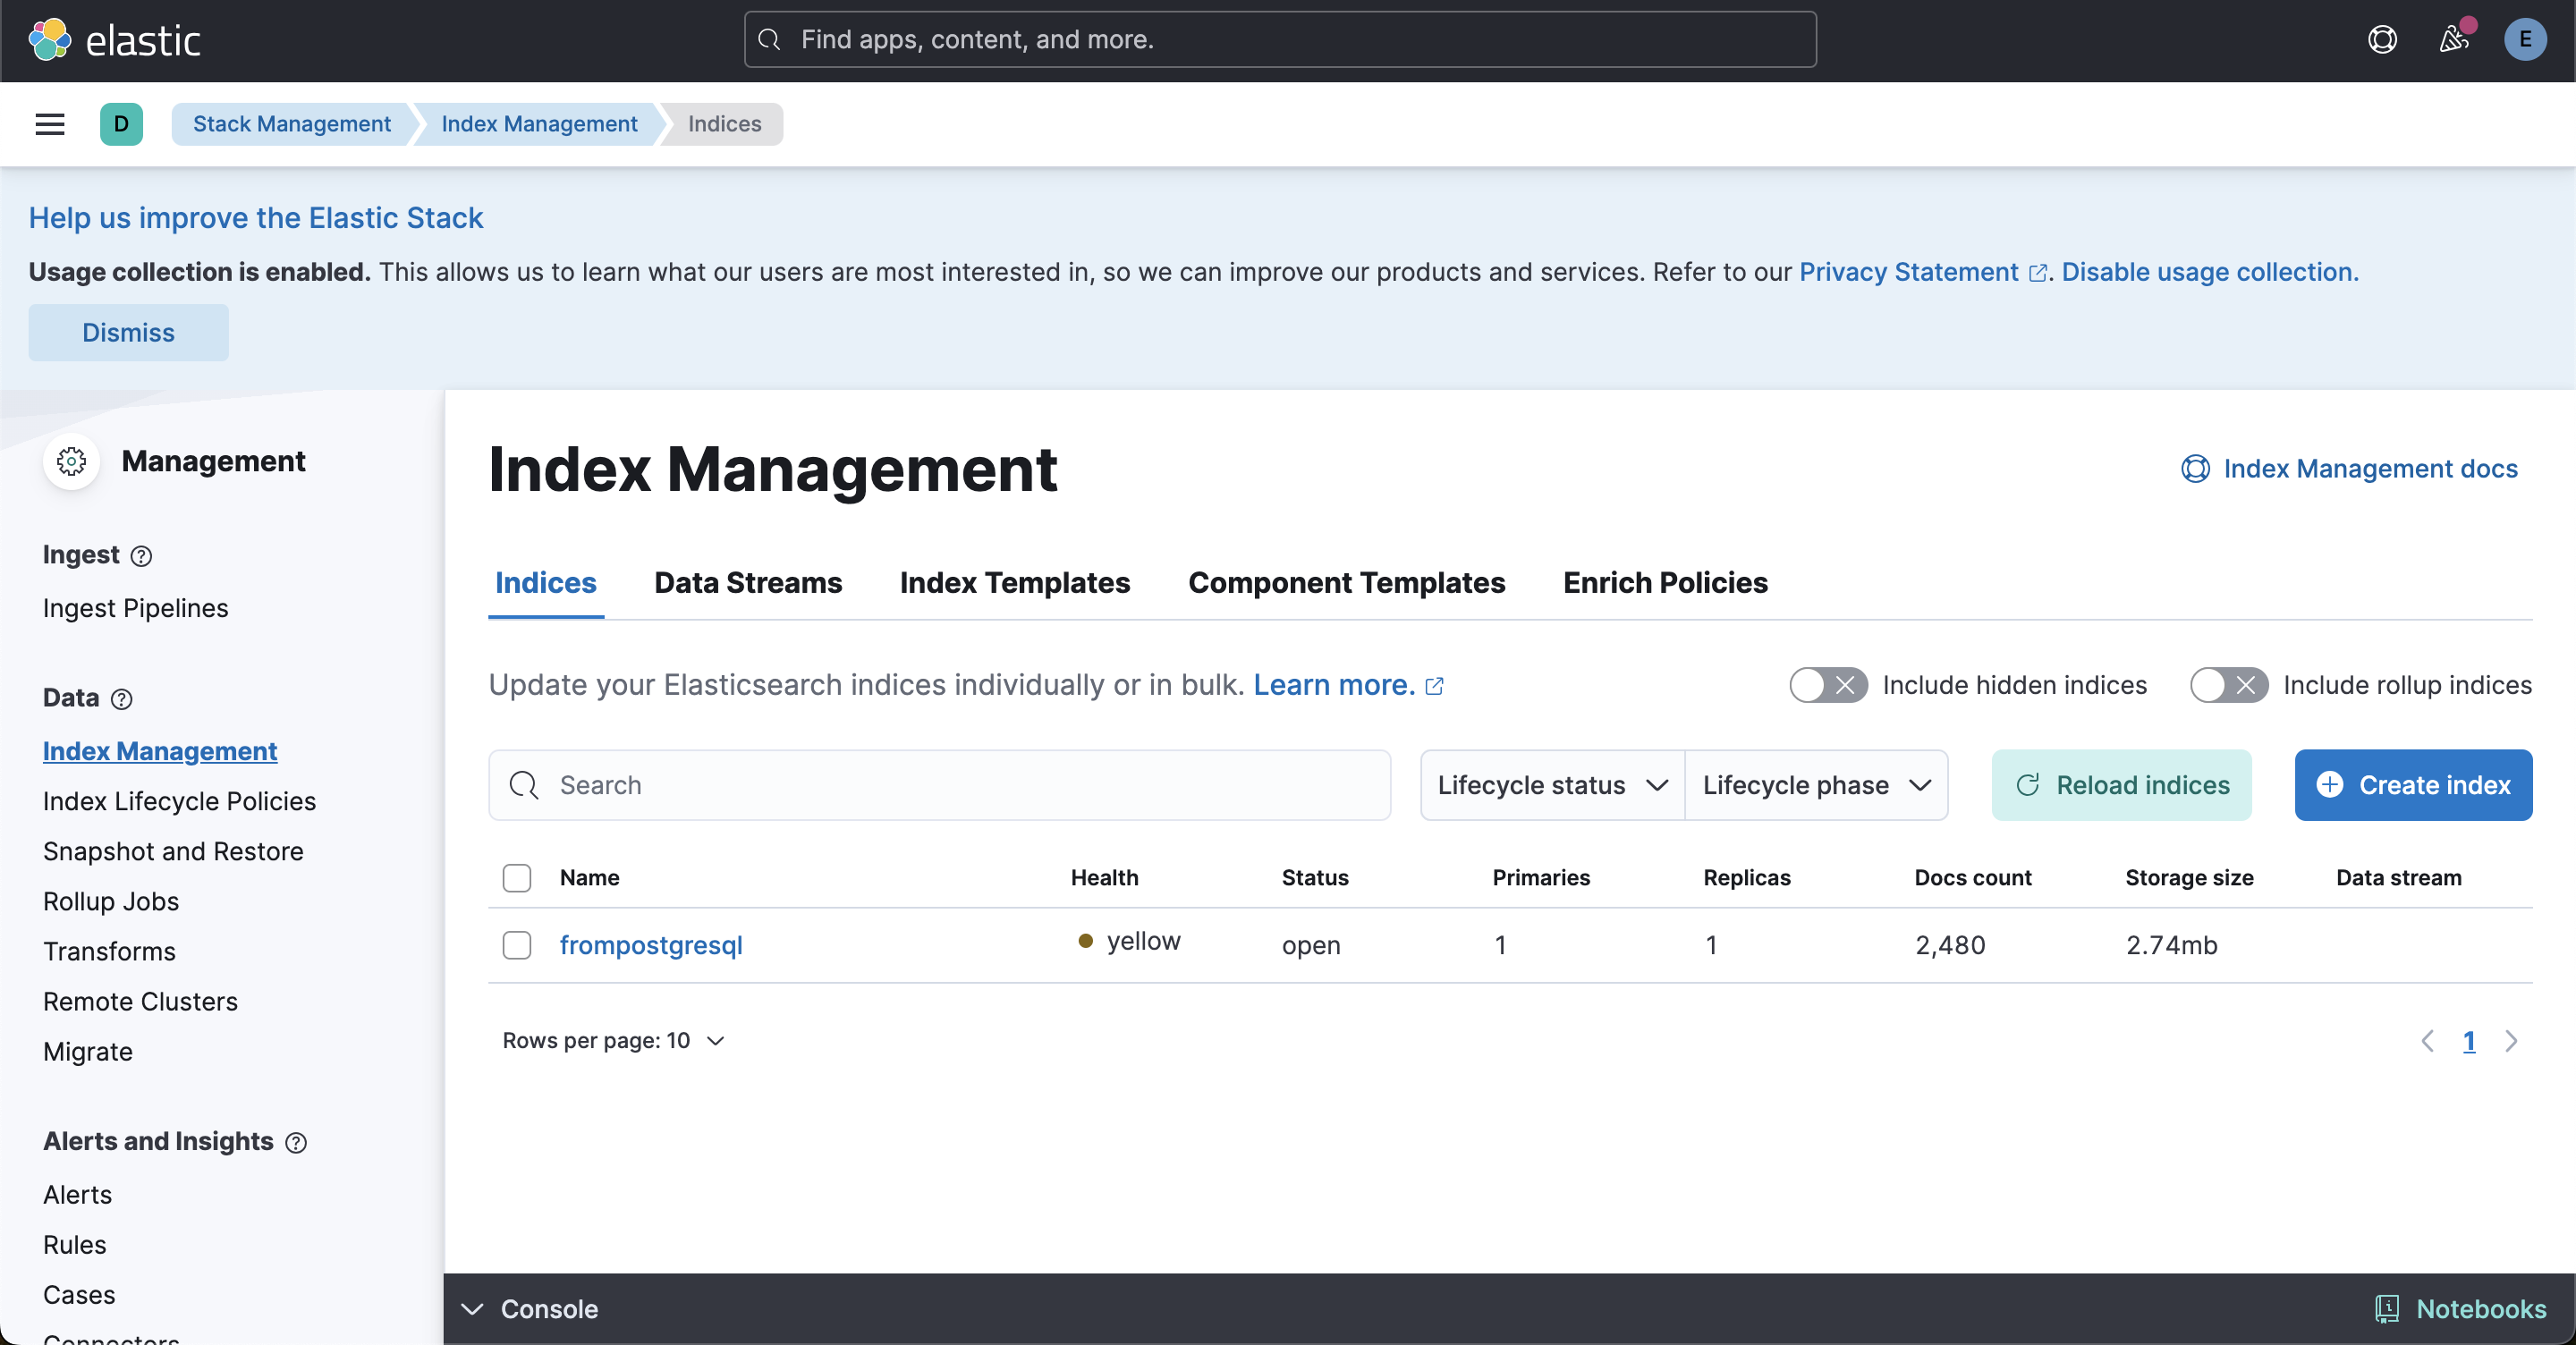 elastic
Find apps, content, and more.
E
D
Stack Management
Index Management
Indices
Help us improve the Elastic Stack
Usage collection is enabled. This allows us to learn what our users are most interested in, so we can improve our products and services. Refer to our Privacy Statement. Disable usage collection.
Dismiss
Management
Ingest
Ingest Pipelines
Data
Index Management
Index Lifecycle Policies
Snapshot and Restore
Rollup Jobs
Transforms
Remote Clusters
Migrate
Alerts and Insights
Alerts
Rules
Cases
Connectors
Index Management
Index Management docs
Indices Data Streams Index Templates Component Templates Enrich Policies
Update your Elasticsearch indices individually or in bulk. Learn more.
Include hidden indices
Include rollup indices
Search
Lifecycle status
Lifecycle phase
Reload indices
Create index
Name Health Status Primaries Replicas Docs count Storage size Data stream
frompostgresql yellow open 1 1 2,480 2.74mb
Rows per page: 10
1
Console
Notebooks